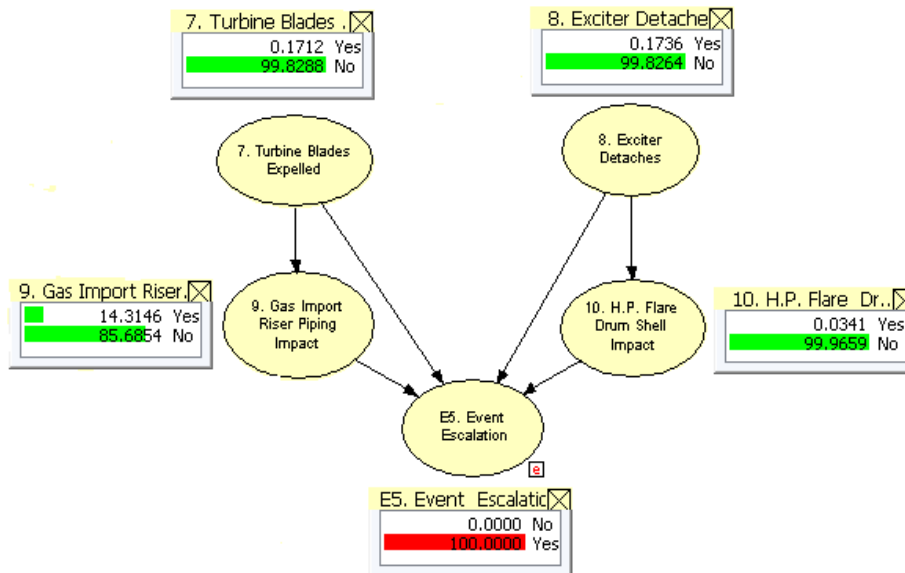 7. Turbine Blades .
0.1712 Yes
99.8288 No
8. Exciter Detache
0.1736 Yes
99.8264 No
7. Turbine Blades
Expelled
8. Exciter
Detaches
9. Gas Import Riser.
14.3146 Yes
85.6854 No
9. Gas Import
Riser Piping
Impact
10. H.P. Flare
Drum Shell
Impact
10. H.P. Flare Dr..
0.0341 Yes
99.9659 No
E5. Event
Escalation
e
E5. Event Escalatic
0.0000 No
100.0000 Yes